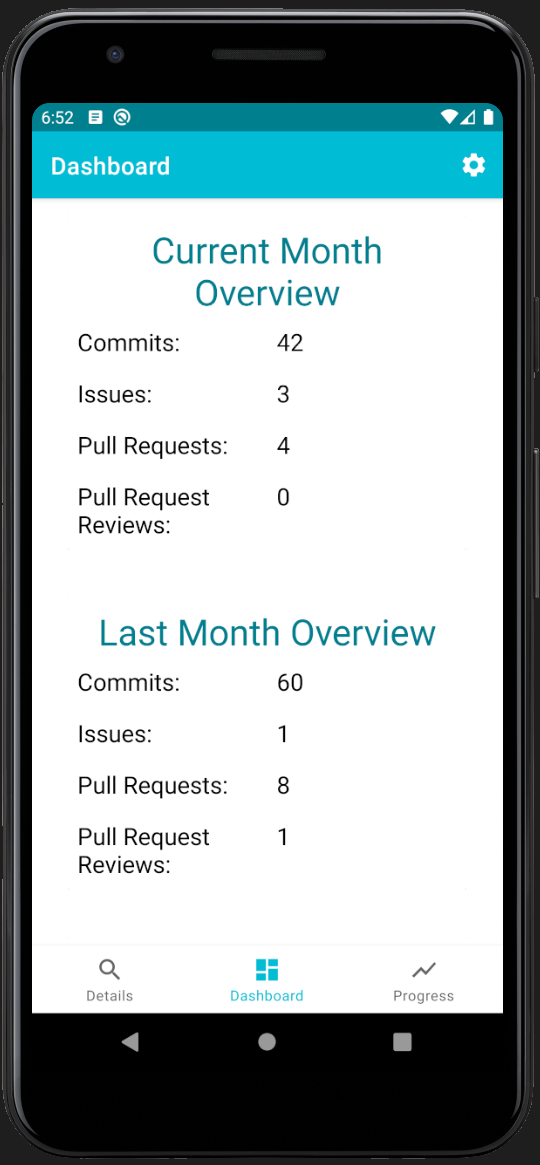 6:52
Dashboard
Current Month
Overview
Commits: 42
Issues: 3
Pull Requests: 4
Pull Request 0
Reviews:
Last Month Overview
Commits: 60
Issues: 1
Pull Requests: 8
Pull Request 1
Reviews:
Details Dashboard Progress